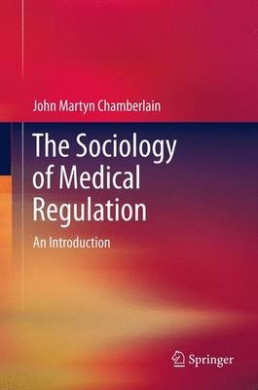 John Martyn Chamberlain
The Sociology
of Medical
Regulation
An Introduction
Springer